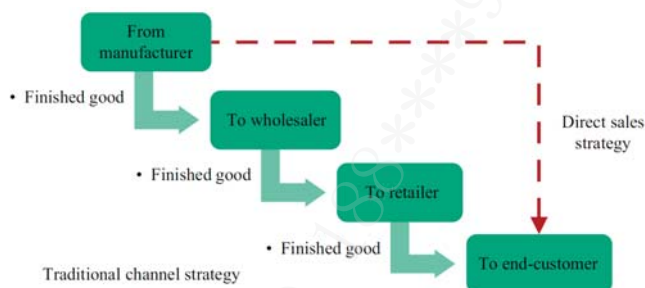 From
manufacturer
• Finished good
To wholesaler
Direct sales
strategy
• Finished good
To retailer
• Finished good
To end-customer
Traditional channel strategy